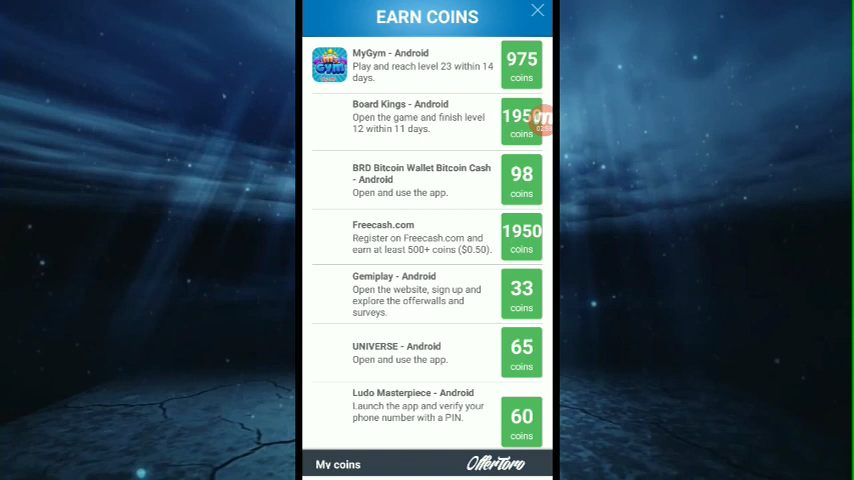 EARN COINS
MyGym - Android
Play and reach level 23 within 14
days.
975
coins
Board Kings - Android
Open the game and finish level
12 within 11 days.
coins
BRD Bitcoin Wallet Bitcoin Cash
- Android
Open and use the app.
98
coins
Freecash.com
Register on Freecash.com and
earn at least 500+ coins ($0.50).
1950
coins
Gemiplay - Android
Open the website, sign up and
explore the offerwalls and
surveys.
33
coins
UNIVERSE - Android
Open and use the app.
65
coins
Ludo Masterpiece - Android
Launch the app and verify your
phone number with a PIN.
60
coins
My coins
OfferToro